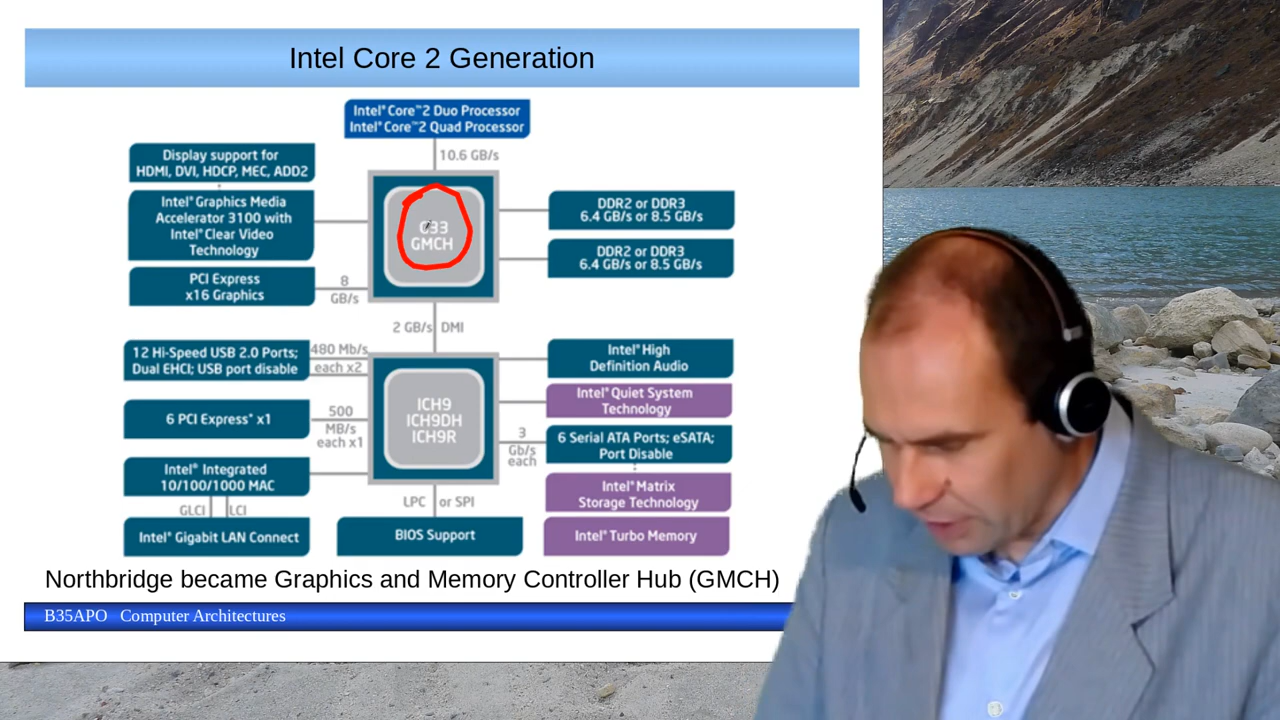 Intel Core 2 Generation
Intel® Core™2 Duo Processor
Intel® Core™2 Quad Processor
10.6 GB/s
Display support for
HDMI, DVI, HDCP, MEC, ADD2
Intel® Graphics Media
Accelerator 3100 with
Intel® Clear Video
Technology
PCI Express
x16 Graphics
8
GB/s
G33
GMCH
DDR2 or DDR3
6.4 GB/s or 8.5 GB/s
DDR2 or DDR3
6.4 GB/s or 8.5 GB/s
2 GB/s DMI
12 Hi-Speed USB 2.0 Ports;
Dual EHCI; USB port disable
480 Mb/s
each x2
6 PCI Express® x1
500
MB/s
each x1
Intel® Integrated
10/100/1000 MAC
GLCI LCI
Intel® Gigabit LAN Connect
ICH9
ICH9DH
ICH9R
Intel® High
Definition Audio
Intel® Quiet System
Technology
3
Gb/s
each
6 Serial ATA Ports; eSATA;
Port Disable
Intel® Matrix
Storage Technology
Intel® Turbo Memory
LPC or SPI
BIOS Support
Northbridge became Graphics and Memory Controller Hub (GMCH)
B35APO Computer Architectures